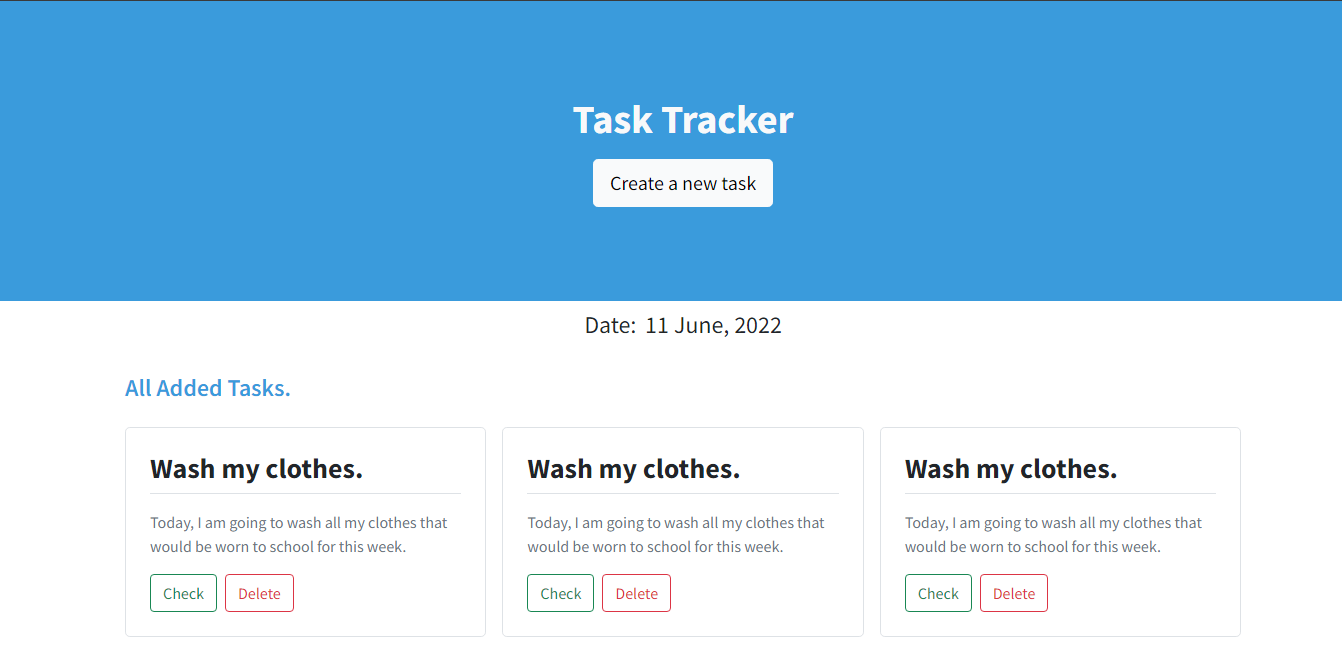 Task Tracker
Create a new task
Date: 11 June, 2022
All Added Tasks.
Wash my clothes.
Today, I am going to wash all my clothes that
would be worn to school for this week.
Check Delete
Wash my clothes.
Today, I am going to wash all my clothes that
would be worn to school for this week.
Check Delete
Wash my clothes.
Today, I am going to wash all my clothes that
would be worn to school for this week.
Check Delete